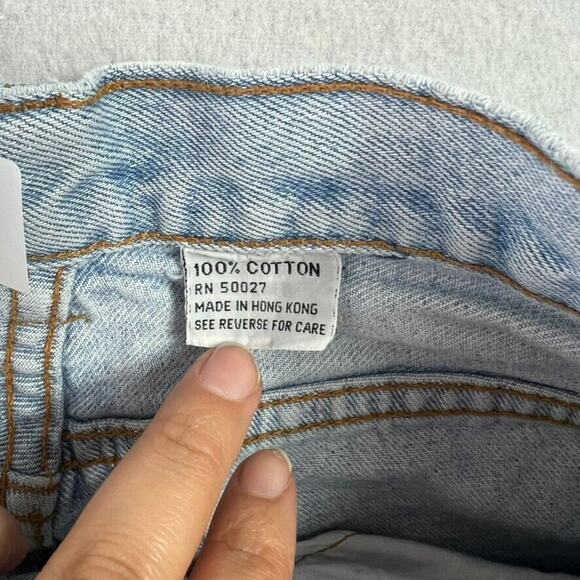 100% COTTON
RN 50027
MADE IN HONG KONG
SEE REVERSE FOR CARE